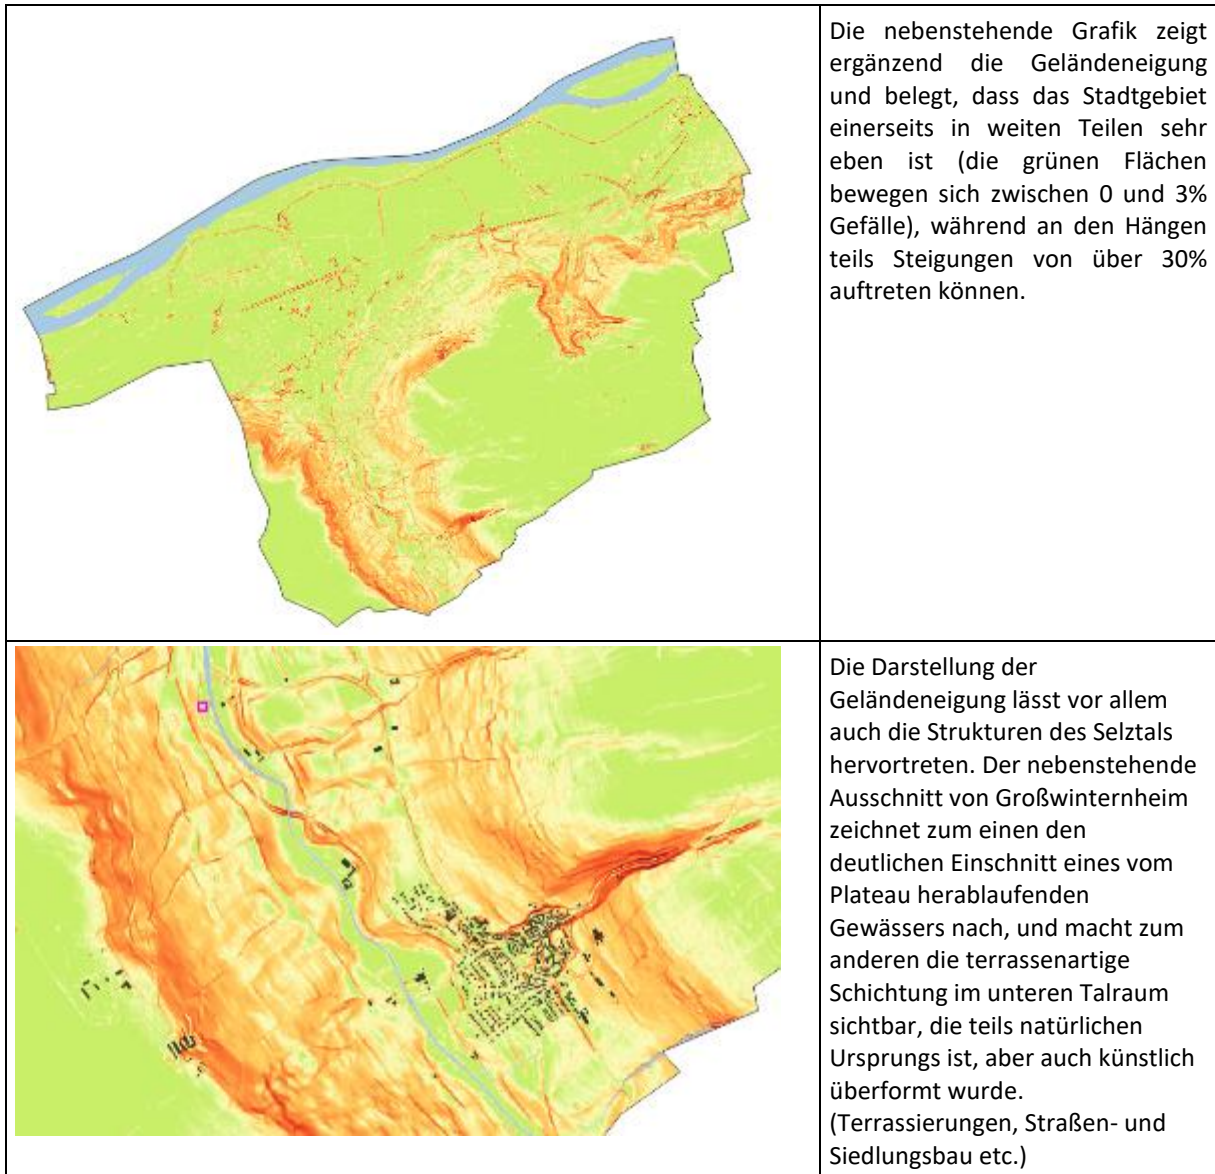 Die nebenstehende Grafik zeigt
ergänzend die Geländeneigung
und belegt, dass das Stadtgebiet
einerseits in weiten Teilen sehr
eben ist (die grünen Flächen
bewegen sich zwischen 0 und 3%
Gefälle), während an den Hängen
teils Steigungen von über 30%
auftreten können.
Die Darstellung der
Geländeneigung lässt vor allem
auch die Strukturen des Selztals
hervortreten. Der nebenstehende
Ausschnitt von Großwinternheim
zeichnet zum einen den
deutlichen Einschnitt eines vom
Plateau herablaufenden
Gewässers nach, und macht zum
anderen die terrassenartige
Schichtung im unteren Talraum
sichtbar, die teils natürlichen
Ursprungs ist, aber auch künstlich
überformt wurde.
(Terrassierungen, Straßen- und
Siedlungsbau etc.)